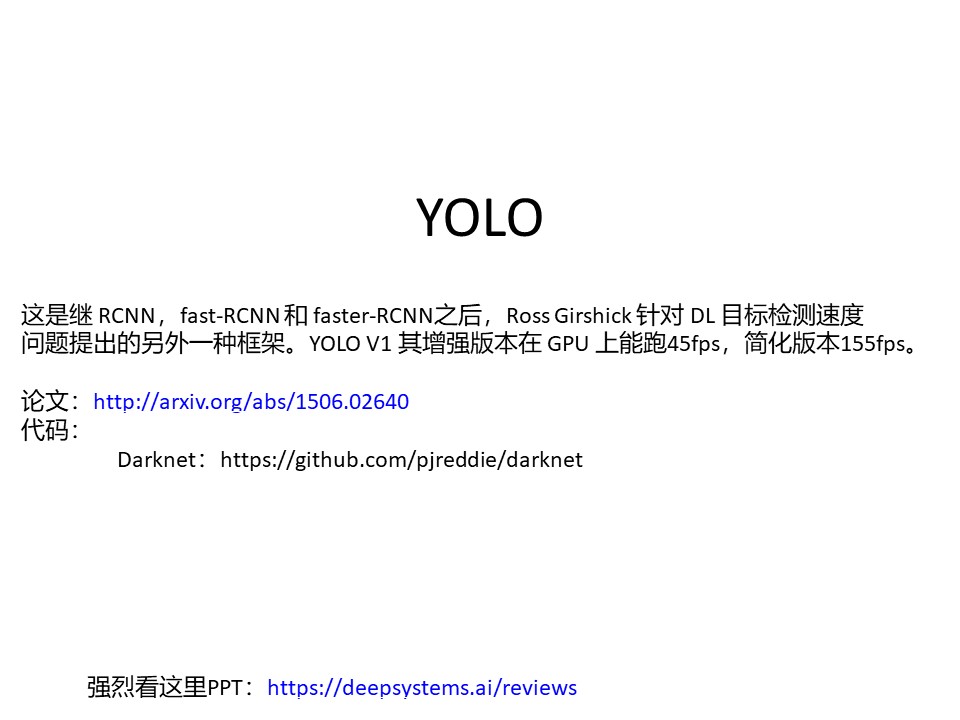 YOLO
这是继 RCNN，fast-RCNN 和 faster-RCNN之后，Ross Girshick 针对 DL 目标检测速度
问题提出的另外一种框架。YOLO V1 其增强版本在 GPU 上能跑45fps，简化版本155fps。
论文：http://arxiv.org/abs/1506.02640
代码：
Darknet：https://github.com/pjreddie/darknet
强烈看这里PPT：https://deepsystems.ai/reviews